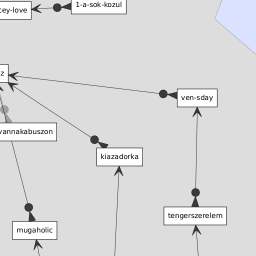 cey-love
1-a-sok-kozul
z
ven-sday
vannakabuszon
kiazadorka
tengerszerelem
mugaholic